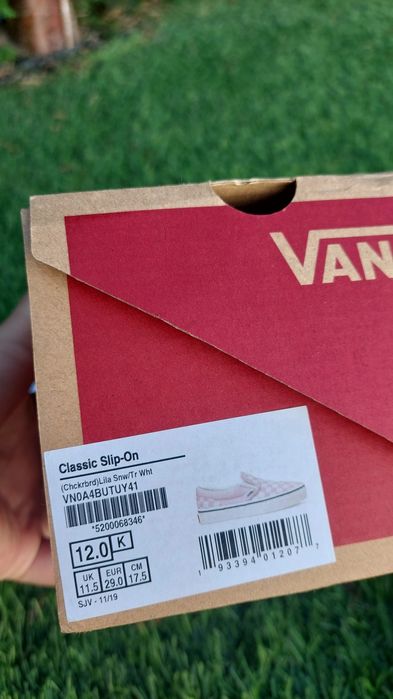 VAN
Classic Slip-On
(Chckrbrd)Lila Snw/Tr Wht
VN0A4BUTUY41
*5200068346*
12.0 K
UK EUR CM
11.5 29.0 17.5
SJV - 11/19
1 93394 01207 7